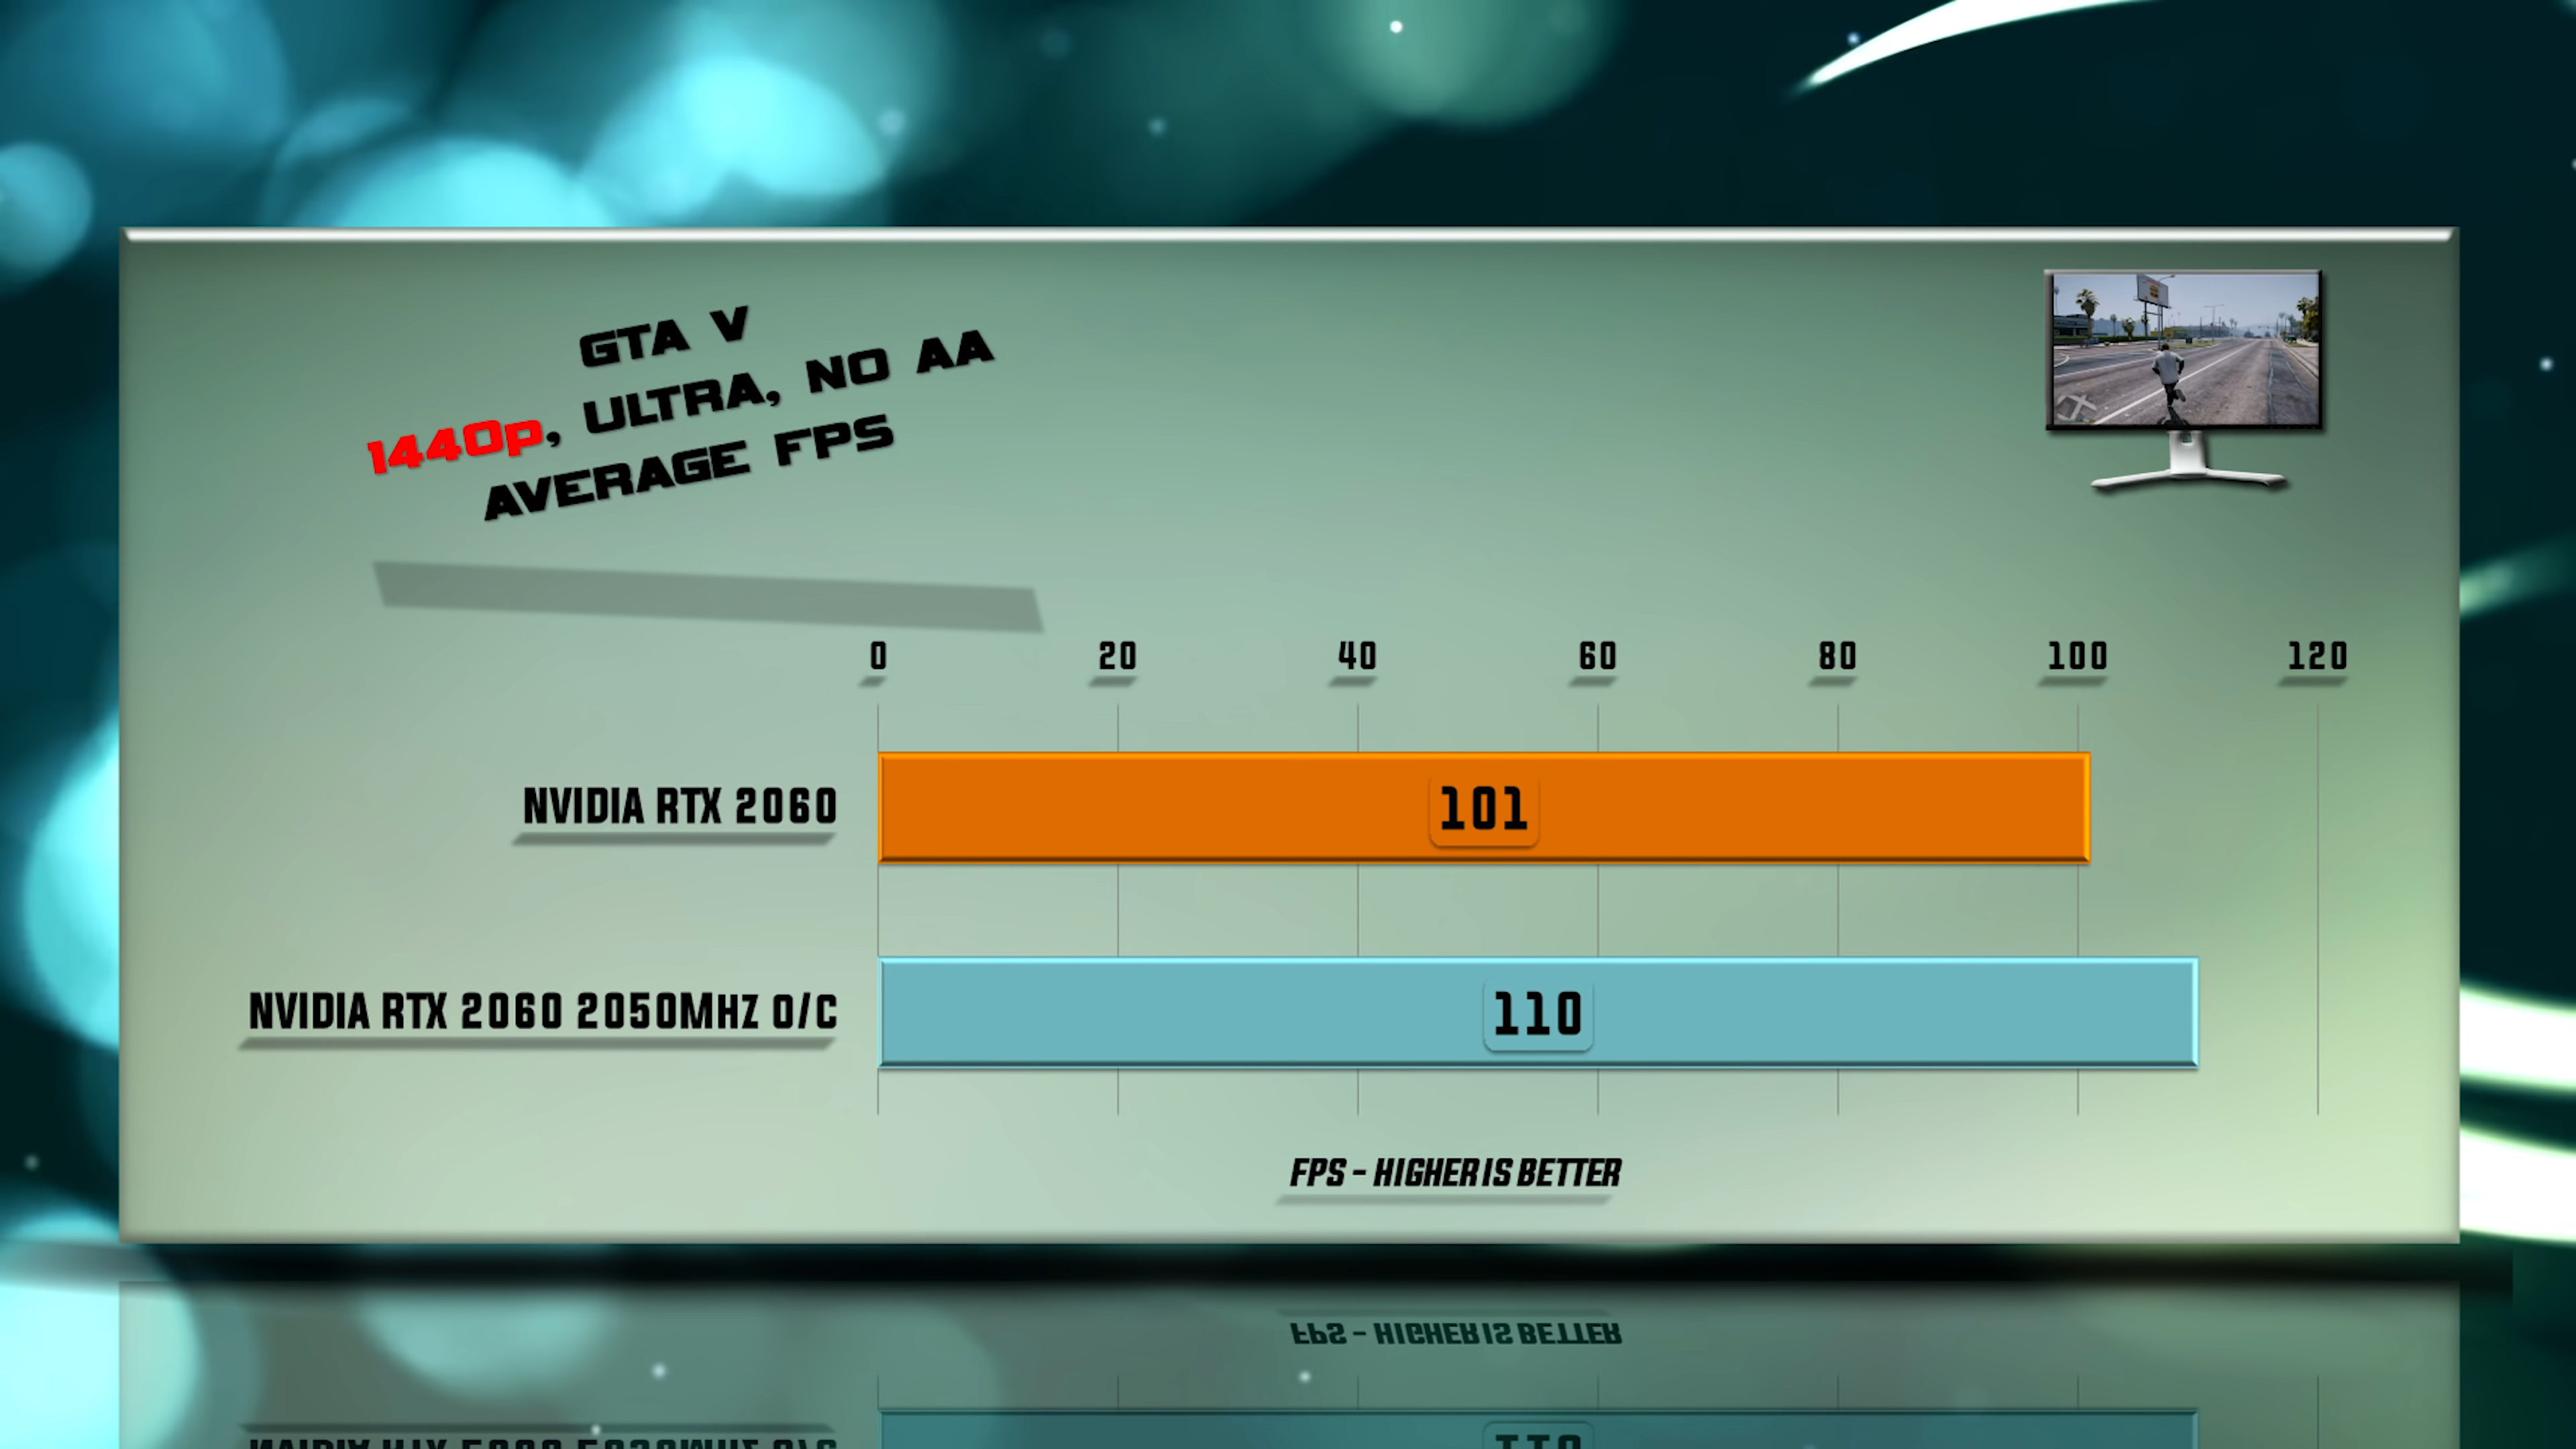 GTA V
1440p, ULTRA, NO AA
AVERAGE FPS
0 20 40 60 80 100 120
NVIDIA RTX 2060 101
NVIDIA RTX 2060 2050MHZ O/C 110
FPS - HIGHER IS BETTER